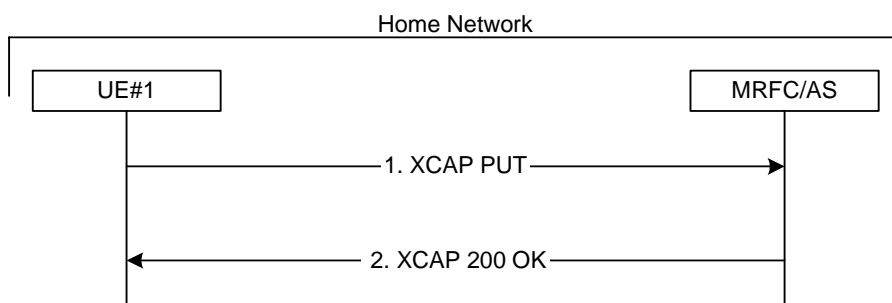 Home Network
UE#1
MRFC/AS
1. XCAP PUT
2. XCAP 200 OK